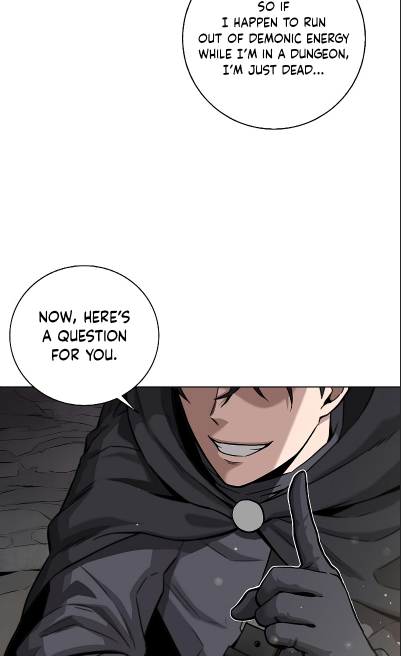 SO IF
I HAPPEN TO RUN
OUT OF DEMONIC ENERGY
WHILE I'M IN A DUNGEON,
I'M JUST DEAD...
NOW, HERE'S
A QUESTION
FOR YOU.